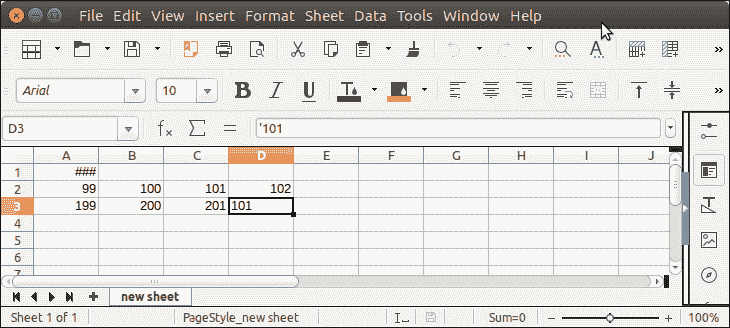 File Edit View Insert Format Sheet Data Tools Window Help
Arial 10 B I U
D3 fx Σ = '101
A B C D E F G H I J
1 ###
2 99 100 101 102
3 199 200 201 101
4
5
6
7
new sheet
Sheet 1 of 1 PageStyle_new sheet Sum=0 100%